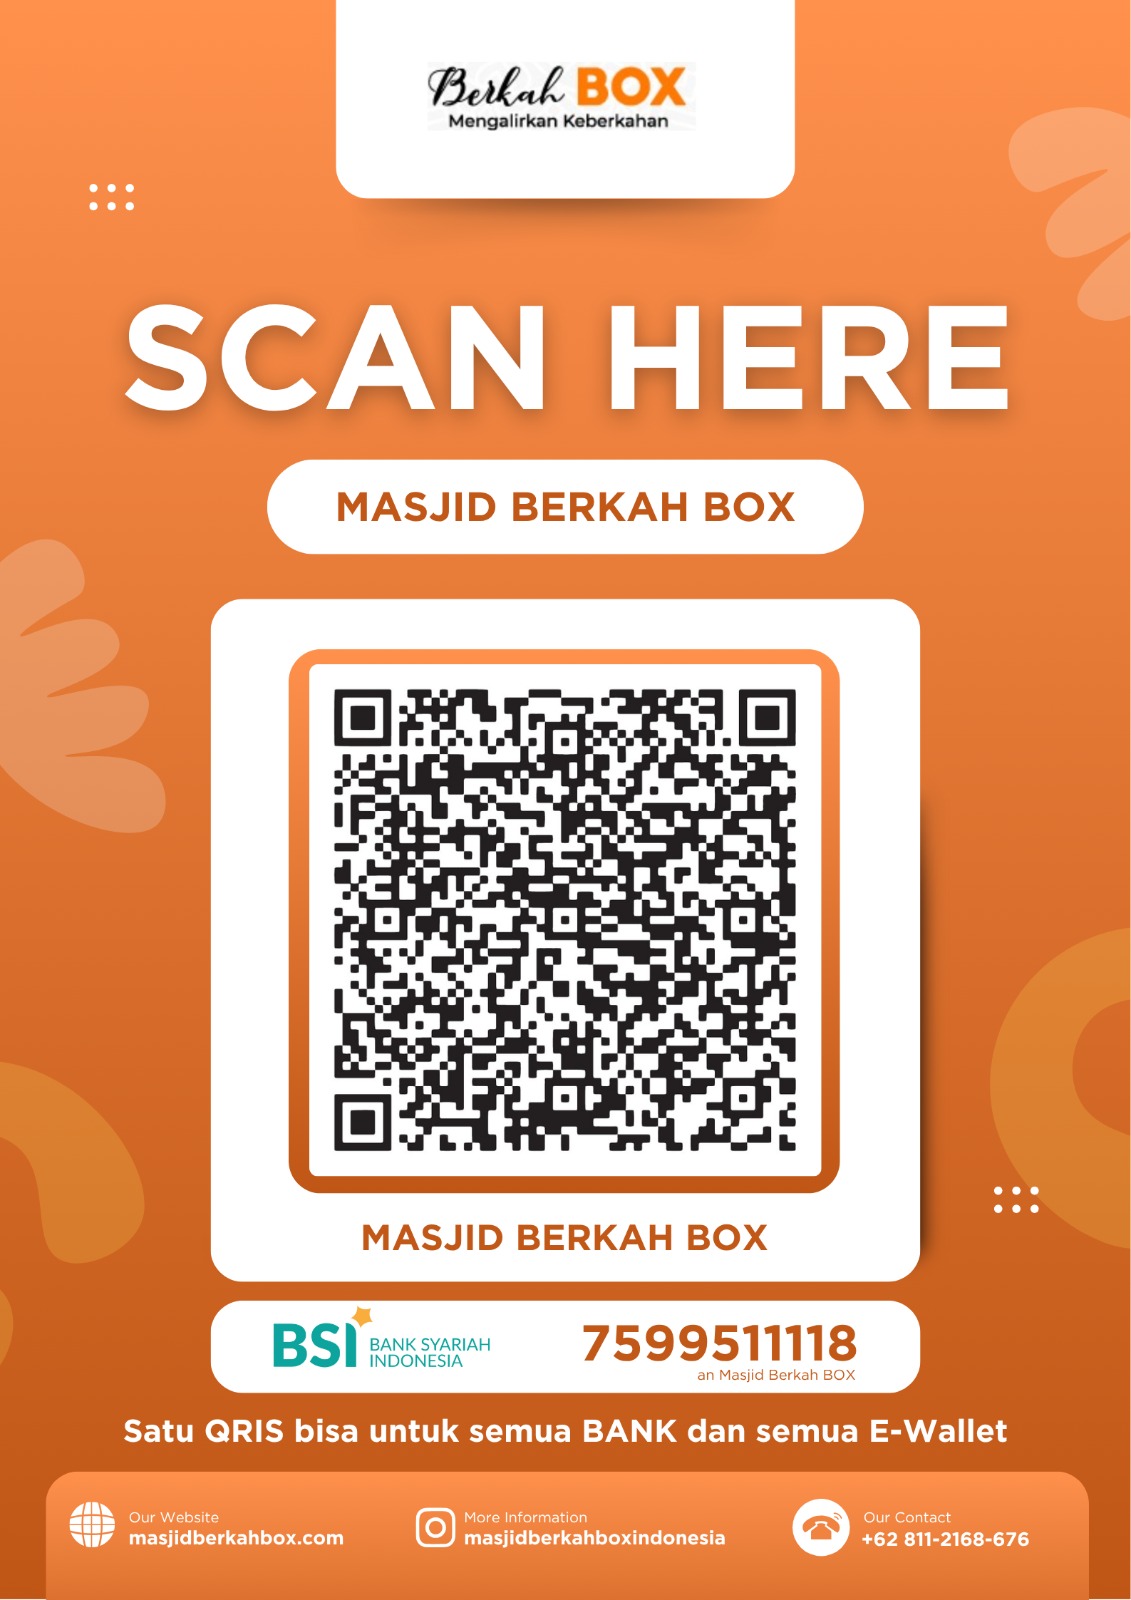 Berkah BOX
Mengalirkan Keberkahan
SCAN HERE
MASJID BERKAH BOX
MASJID BERKAH BOX
BSI BANK SYARIAH
INDONESIA
7599511118
an Masjid Berkah BOX
Satu QRIS bisa untuk semua BANK dan semua E-Wallet
Our Website
masjidberkahbox.com
More Information
masjidberkahboxindonesia
Our Contact
+62 811-2168-676